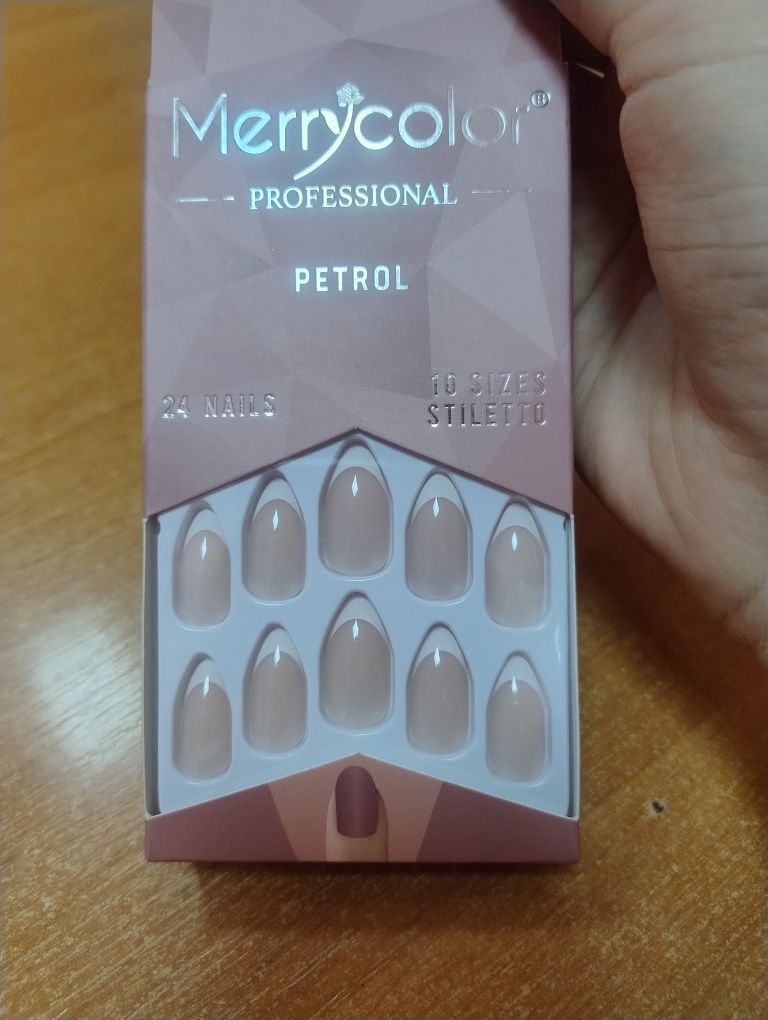 Merrycolor®
PROFESSIONAL
PETROL
24 NAILS
10 SIZES
STILETTO